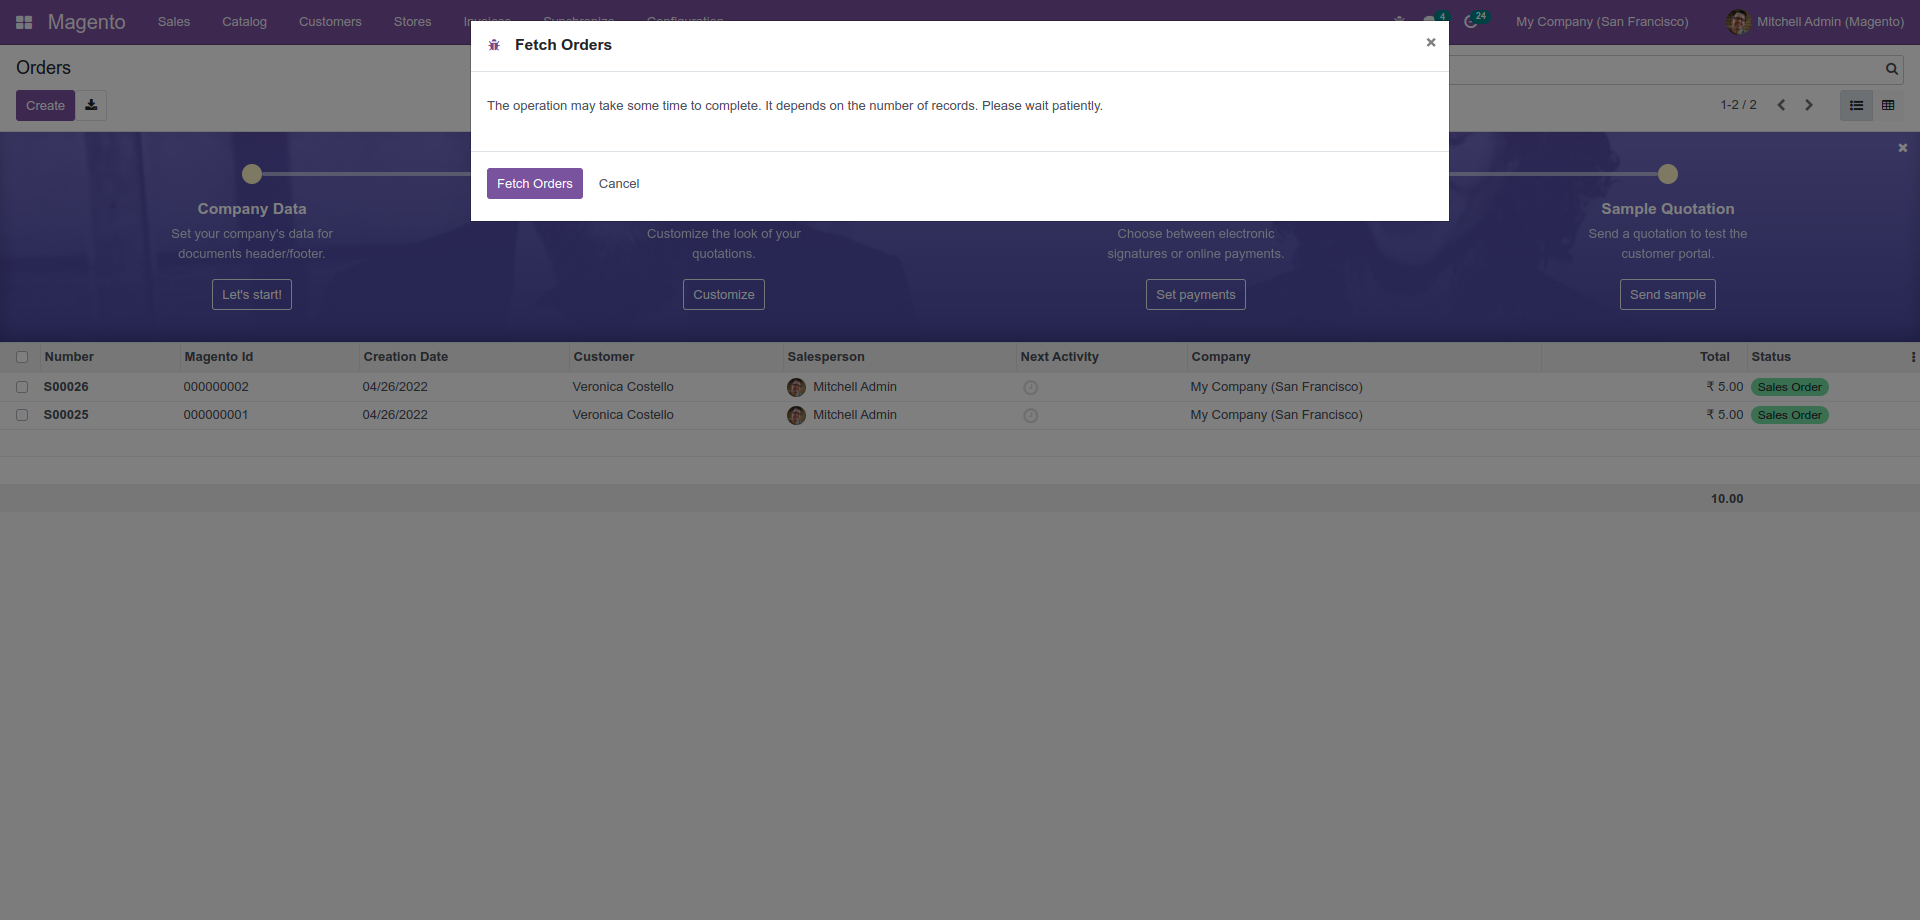 Magento Sales Catalog Customers Stores Invoices Synchronize Configuration 4 24 My Company (San Francisco) Mitchell Admin (Magento)
Fetch Orders
The operation may take some time to complete. It depends on the number of records. Please wait patiently.
Fetch Orders Cancel
Orders
Create 1-2 / 2
Company Data
Set your company's data for
documents header/footer.
Let's start!
Customize the look of your
quotations.
Customize
Choose between electronic
signatures or online payments.
Set payments
Sample Quotation
Send a quotation to test the
customer portal.
Send sample
Number Magento Id Creation Date Customer Salesperson Next Activity Company Total Status
S00026 000000002 04/26/2022 Veronica Costello Mitchell Admin My Company (San Francisco) ₹ 5.00 Sales Order
S00025 000000001 04/26/2022 Veronica Costello Mitchell Admin My Company (San Francisco) ₹ 5.00 Sales Order
10.00